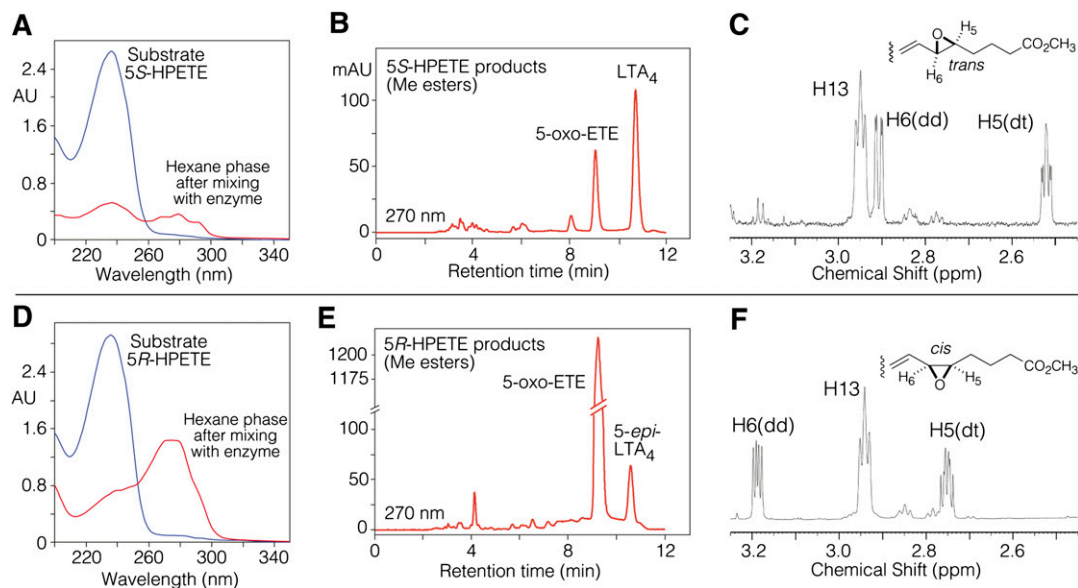 A
Substrate
5S-HPETE
2.4
AU
1.6
0.8
0
Hexane phase
after mixing
with enzyme
220 260 300 340
Wavelength (nm)
B
mAU
5S-HPETE products
(Me esters)
LTA4
100
5-oxo-ETE
50
270 nm
0
0 4 8 12
Retention time (min)
C
H5
O
CO2CH3
H6
trans
H13
H6(dd)
H5(dt)
3.2 3.0 2.8 2.6
Chemical Shift (ppm)
D
Substrate
5R-HPETE
2.4
AU
1.6
0.8
0
Hexane phase
after mixing
with enzyme
220 260 300 340
Wavelength (nm)
E
5R-HPETE products
(Me esters)
1200
1175
5-oxo-ETE
100
5-epi-
LTA4
50
270 nm
0
0 4 8 12
Retention time (min)
F
cis
CO2CH3
H6
O
H5
H13
H6(dd)
H5(dt)
3.2 3.0 2.8 2.6
Chemical Shift (ppm)